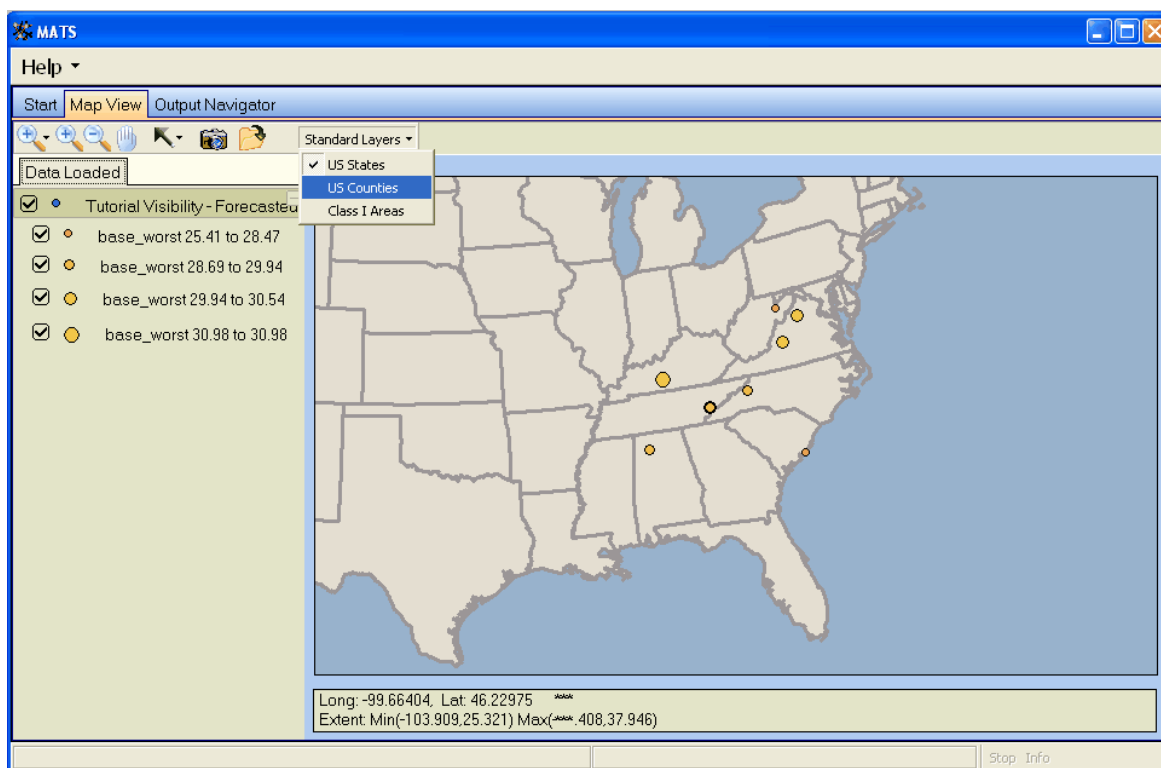 MATS
Help
Start Map View Output Navigator
Standard Layers
US States
US Counties
Class I Areas
Data Loaded
Tutorial Visibility - Forecasted
base_worst 25.41 to 28.47
base_worst 28.69 to 29.94
base_worst 29.94 to 30.54
base_worst 30.98 to 30.98
Long: -99.66404, Lat: 46.22975 ****
Extent: Min(-103.909,25.321) Max(****.408,37.946)
Stop Info